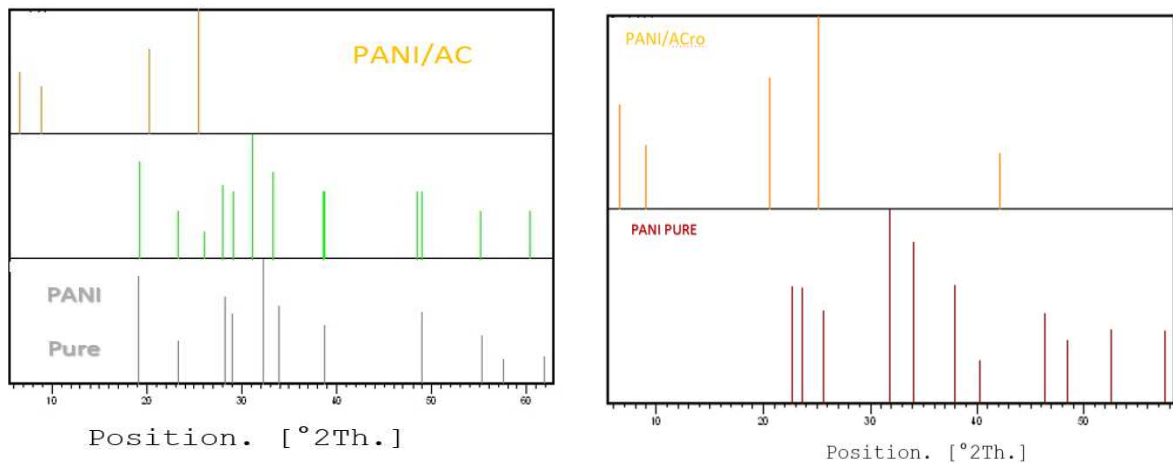 PANI/AC
PANI
Pure
10 20 30 40 50 60
Position. [°2Th.]
PANI/ACro
PANI PURE
10 20 30 40 50
Position. [°2Th.]